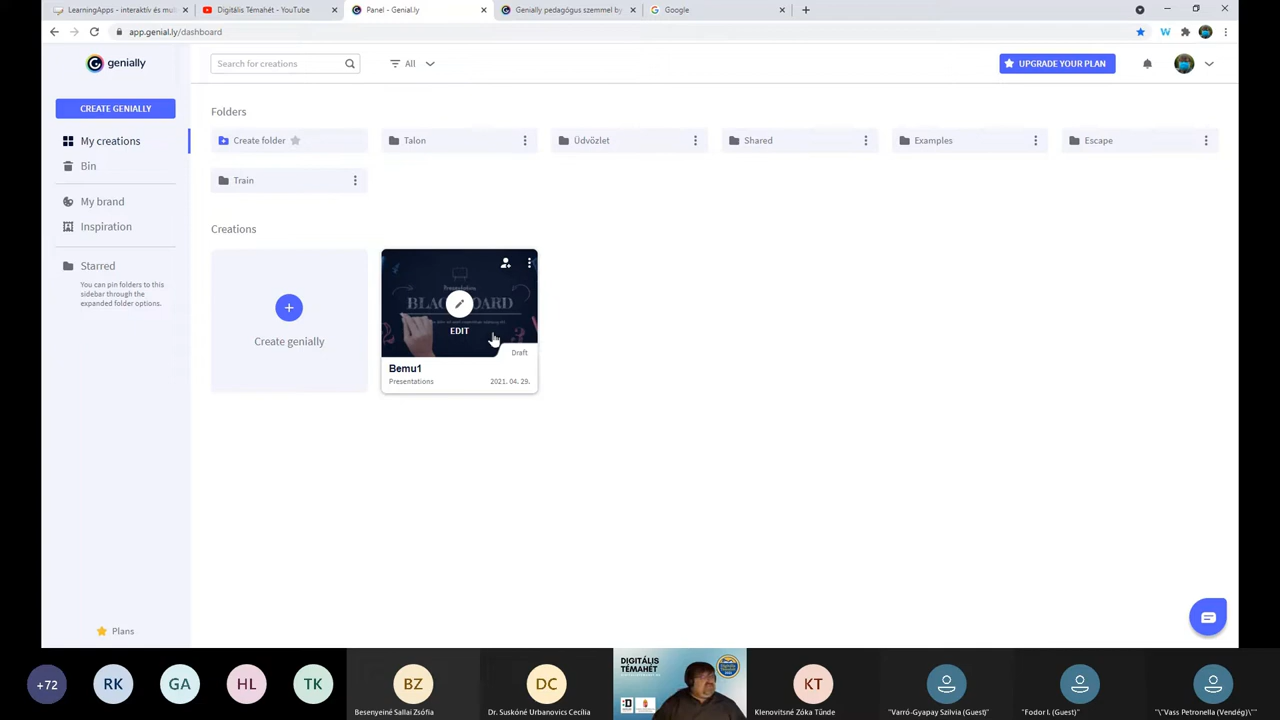 LearningApps - interaktív és mu
Digitális Témahét - YouTube
Panel - Genial.ly
Genially pedagógus szemmel by
Google
app.genial.ly/dashboard
genially
Search for creations
All
UPGRADE YOUR PLAN
CREATE GENIALLY
My creations
Bin
My brand
Inspiration
Starred
You can pin folders to this
sidebar through the
expanded folder options.
Plans
Folders
Create folder
Talon
Üdvözlet
Shared
Examples
Escape
Train
Creations
Create genially
Presentation
EDIT
Draft
Bemu1
Presentations
2021. 04. 29.
+72
RK
GA
HL
TK
BZ
Besenyeiné Sallai Zsófia
DC
Dr. Suskóné Urbanovics Cecília
DIGITÁLIS
TÉMAHÉT
KT
Klenovitsné Zóka Tünde
"Varró-Gyapay Szilvia (Guest)
"Fodor I. (Guest)"
"\"Vass Petronella (Vendég)\""